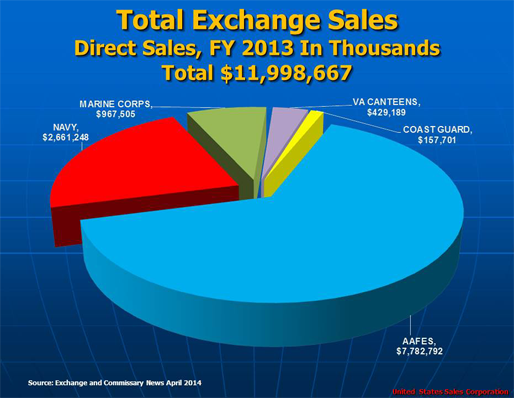 Total Exchange Sales
Direct Sales, FY 2013 In Thousands
Total $11,998,667
MARINE CORPS,
$967,505
VA CANTEENS,
$429,189
NAVY,
$2,661,248
COAST GUARD,
$157,701
AAFES,
$7,782,792
Source: Exchange and Commissary News April 2014
United States Sales Corporation